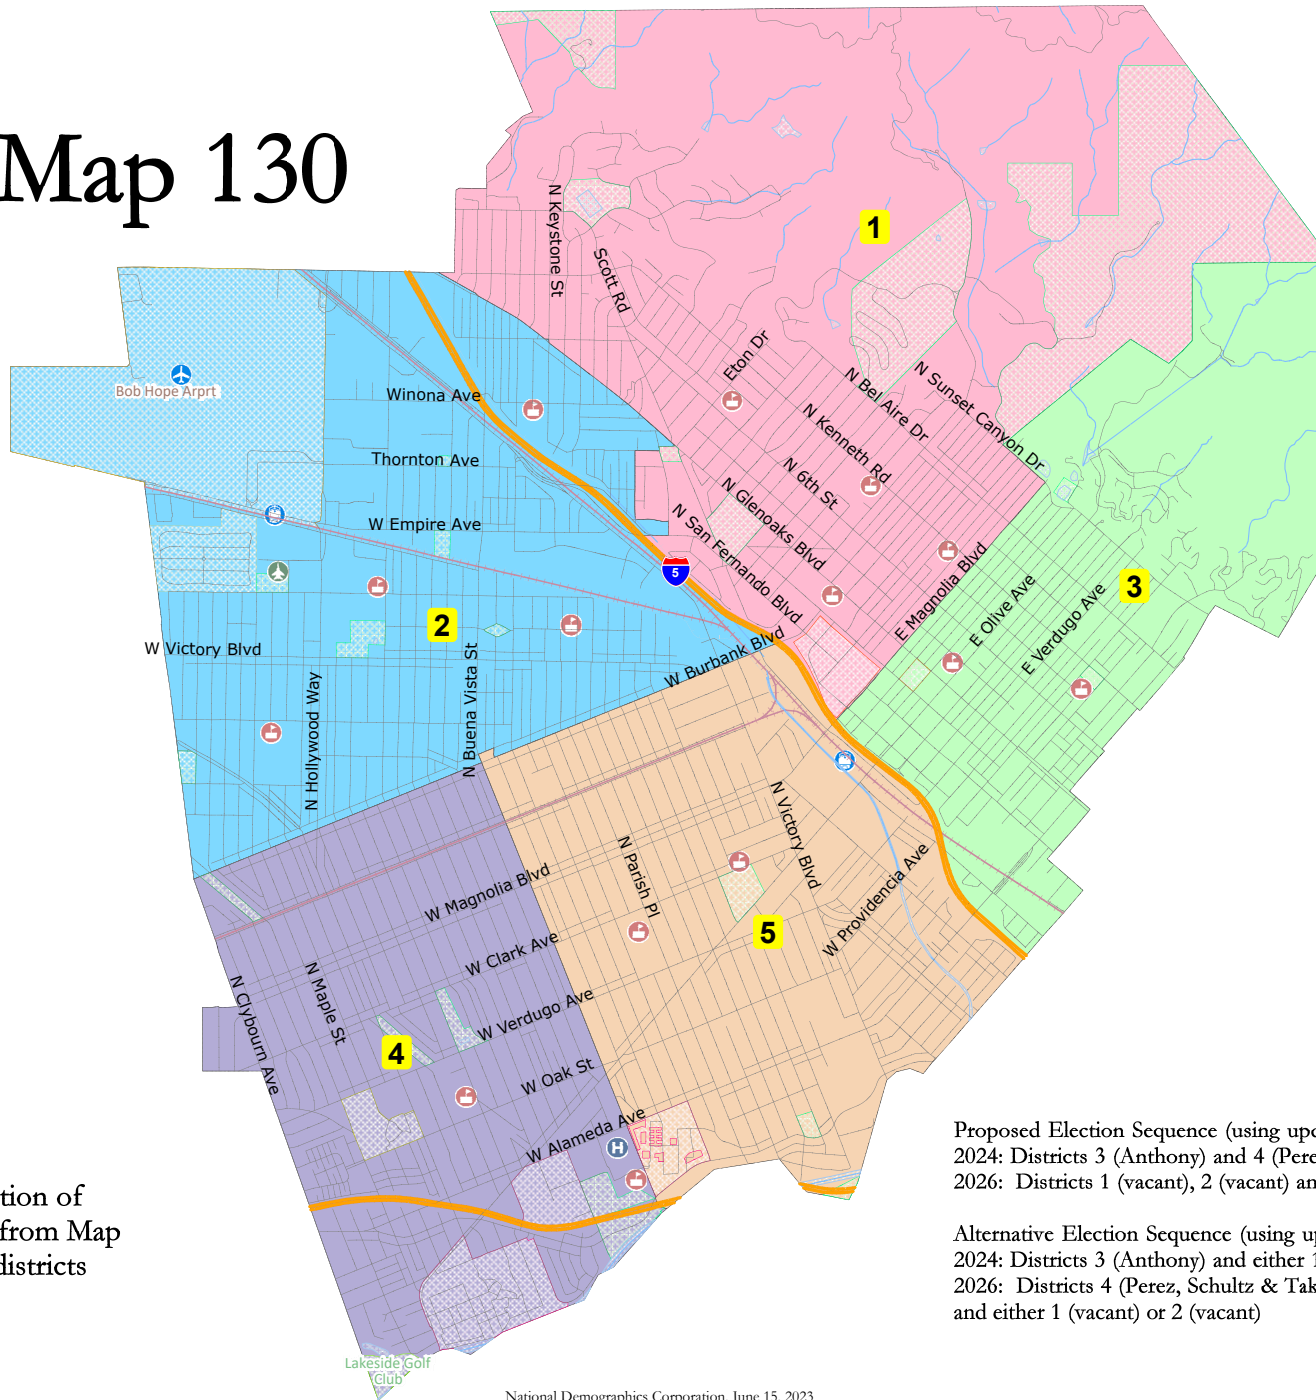 Map 130
1
N Keystone St
Scott Rd
Eton Dr
N Bel Aire Dr
N Sunset Canyon Dr
N Kenneth Rd
N 6th St
N Glenoaks Blvd
N San Fernando Blvd
E Magnolia Blvd
3
E Olive Ave
E Verdugo Ave
Bob Hope Arprt
Winona Ave
Thornton Ave
W Empire Ave
5
2
W Victory Blvd
W Burbank Blvd
N Hollywood Way
N Buena Vista St
N Victory Blvd
N Parish Pl
W Providencia Ave
5
W Magnolia Blvd
W Clark Ave
W Verdugo Ave
W Oak St
W Alameda Ave
H
N Clybourn Ave
N Maple St
4
Lakeside Golf
Club
tion of
from Map
districts
Proposed Election Sequence (using
2024: Districts 3 (Anthony) and 4
2026: Districts 1 (vacant), 2 (vacant)
Alternative Election Sequence (using
2024: Districts 3 (Anthony) and either
2026: Districts 4 (Perez, Schultz &
and either 1 (vacant) or 2 (vacant)
National Demographics Corporation, June 15, 2023